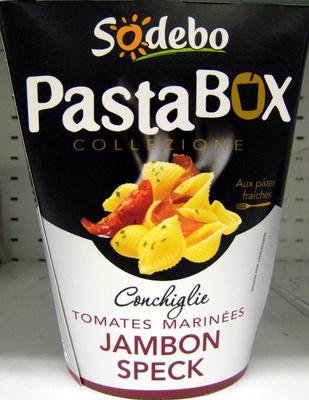 Sodebo
PastaBOX
COLLEZIONE
Aux pâtes
fraîches
Conchiglie
TOMATES MARINÉES
JAMBON
SPECK